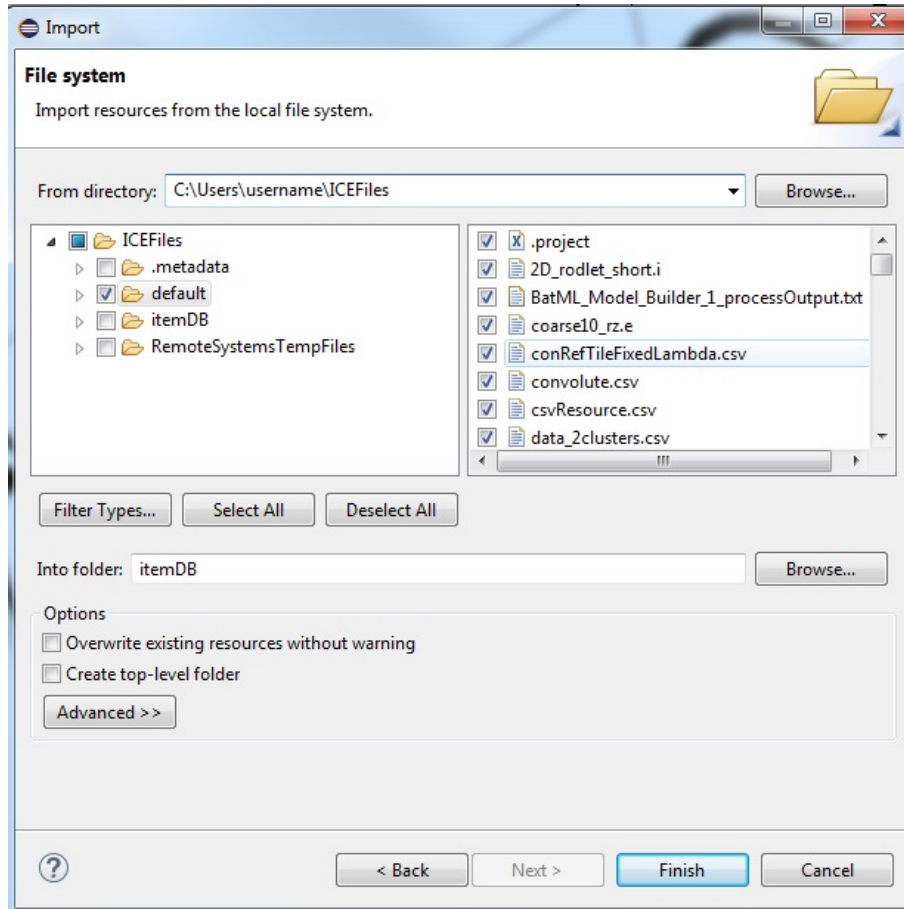 Import
File system
Import resources from the local file system.
From directory: C:\Users\username\ICEFiles Browse...
ICEFiles
.metadata
default
itemDB
RemoteSystemsTempFiles
.project
2D_rodlet_short.i
BatML_Model_Builder_1_processOutput.txt
coarse10_rz.e
conRefTileFixedLambda.csv
convolute.csv
csvResource.csv
data_2clusters.csv
Filter Types... Select All Deselect All
Into folder: itemDB Browse...
Options
Overwrite existing resources without warning
Create top-level folder
Advanced >>
? < Back Next > Finish Cancel